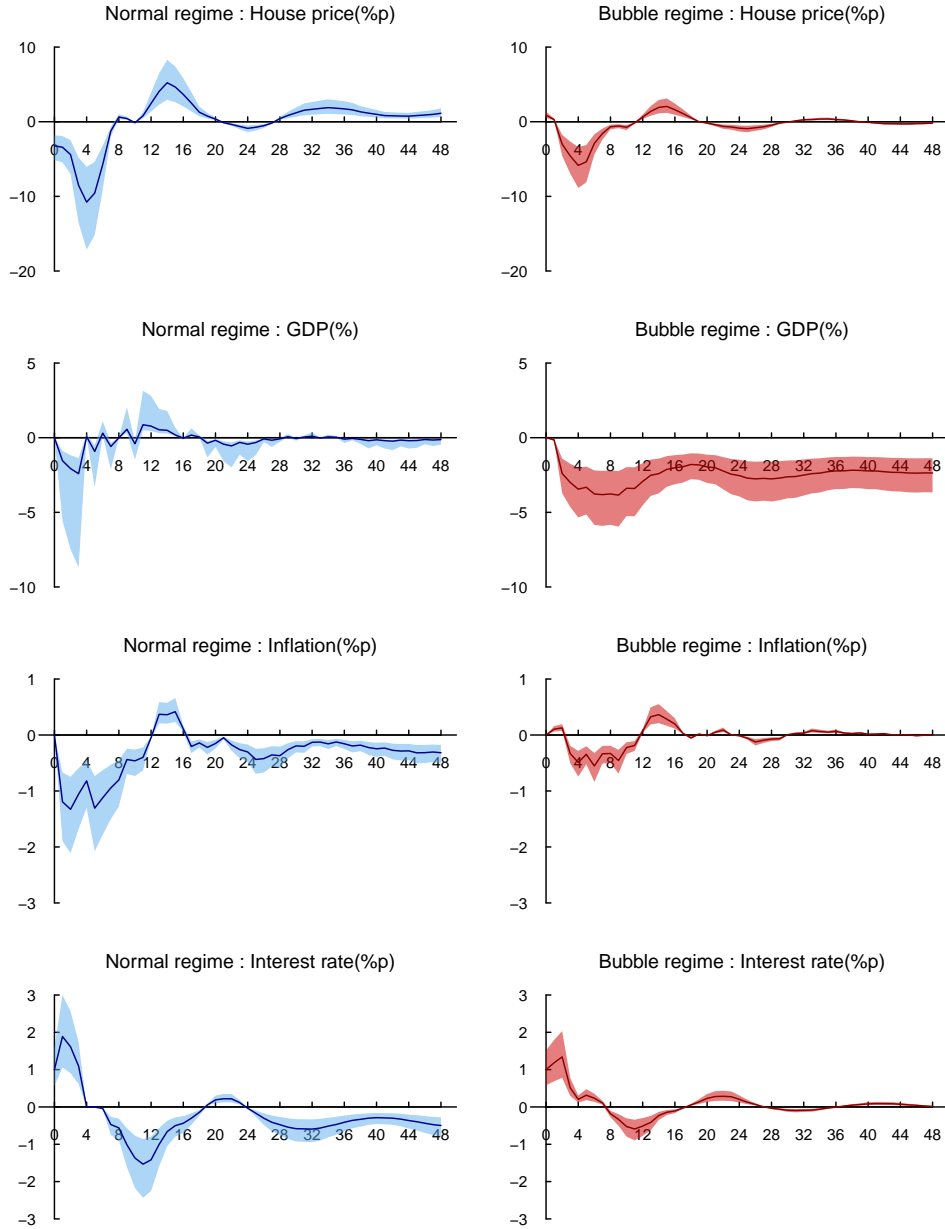 Normal regime : House price(%p)
10
0
−10
−20
0 4 8 12 16 20 24 28 32 36 40 44 48
Bubble regime : House price(%p)
10
0
−10
−20
0 4 8 12 16 20 24 28 32 36 40 44 48
Normal regime : GDP(%)
5
0
−5
−10
0 4 8 12 16 20 24 28 32 36 40 44 48
Bubble regime : GDP(%)
5
0
−5
−10
0 4 8 12 16 20 24 28 32 36 40 44 48
Normal regime : Inflation(%p)
1
0
−1
−2
−3
0 4 8 12 16 20 24 28 32 36 40 44 48
Bubble regime : Inflation(%p)
1
0
−1
−2
−3
0 4 8 12 16 20 24 28 32 36 40 44 48
Normal regime : Interest rate(%p)
3
2
1
0
−1
−2
−3
0 4 8 12 16 20 24 28 32 36 40 44 48
Bubble regime : Interest rate(%p)
3
2
1
0
−1
−2
−3
0 4 8 12 16 20 24 28 32 36 40 44 48